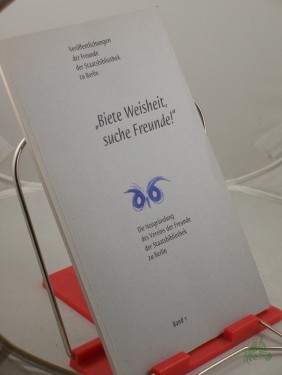 Veröffentlichungen
der Freunde
der Staatsbibliothek
zu Berlin
„Biete Weisheit,
suche Freunde!“
Die Neugründung
des Vereins der Freunde
der Staatsbibliothek
zu Berlin
Band 1